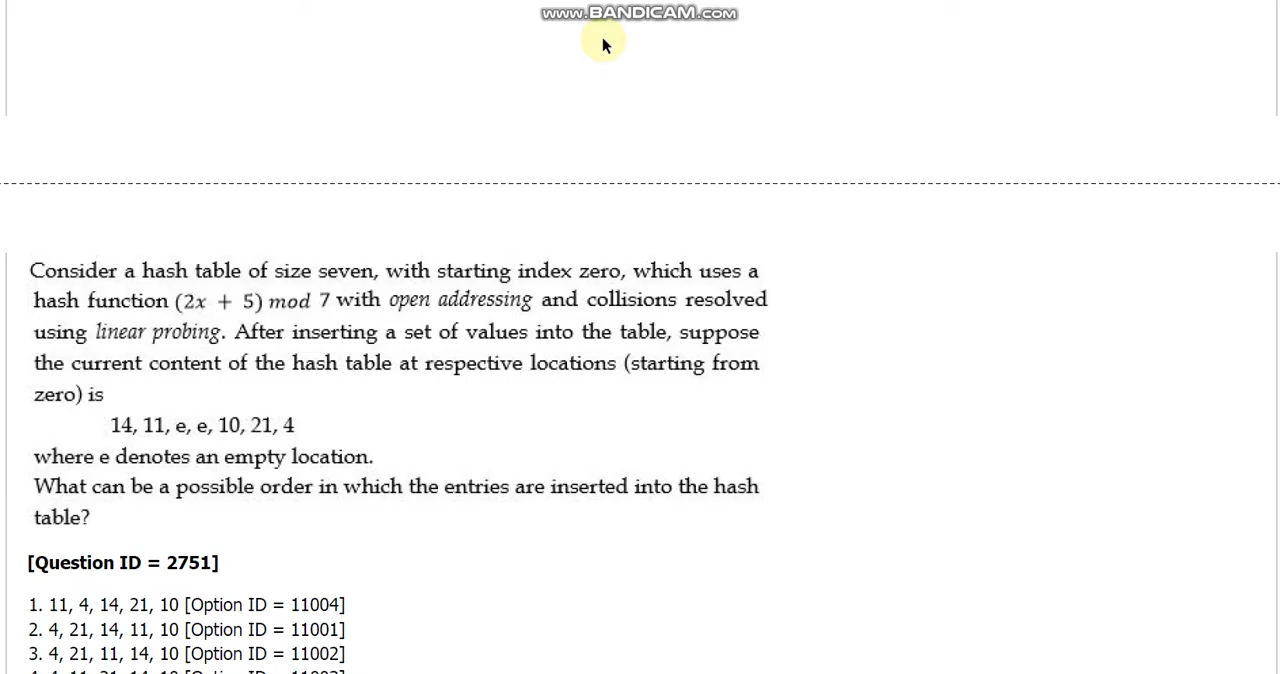 www.BANDICAM.com
Consider a hash table of size seven, with starting index zero, which uses a
hash function (2x + 5) mod 7 with open addressing and collisions resolved
using linear probing. After inserting a set of values into the table, suppose
the current content of the hash table at respective locations (starting from
zero) is
14, 11, e, e, 10, 21, 4
where e denotes an empty location.
What can be a possible order in which the entries are inserted into the hash
table?
[Question ID = 2751]
1. 11, 4, 14, 21, 10 [Option ID = 11004]
2. 4, 21, 14, 11, 10 [Option ID = 11001]
3. 4, 21, 11, 14, 10 [Option ID = 11002]